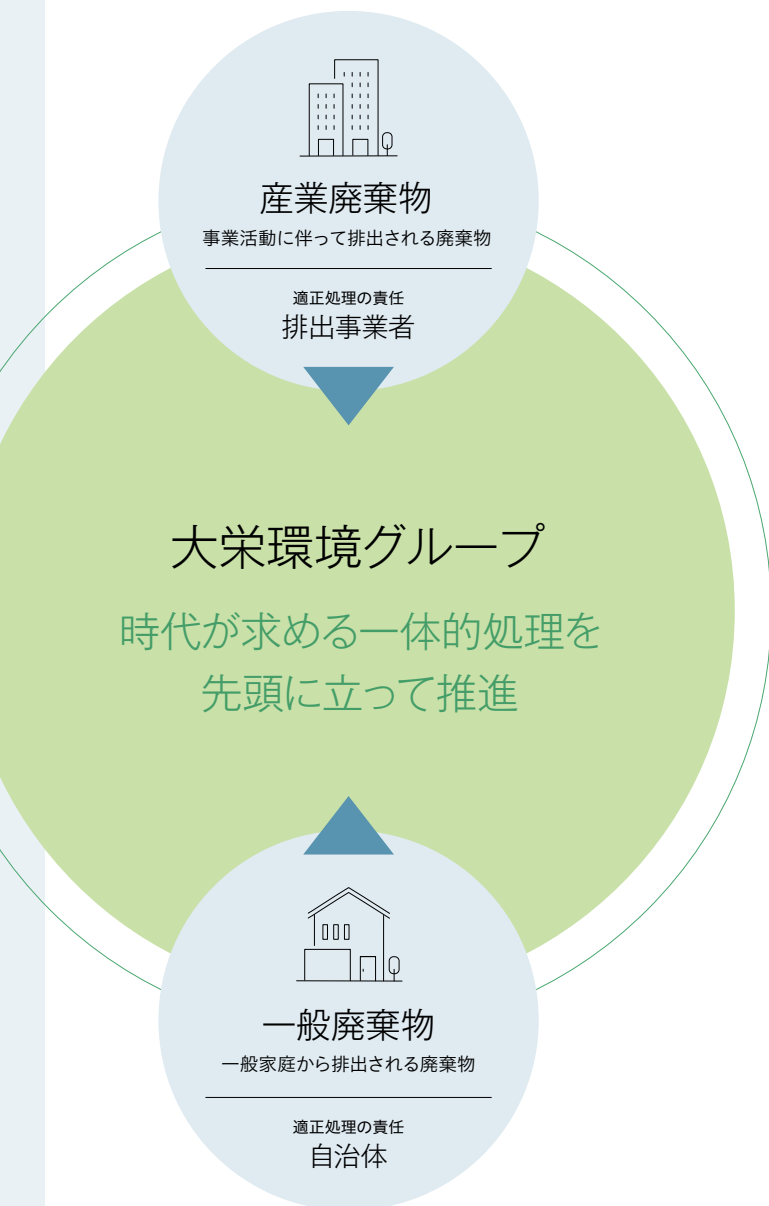 産業廃棄物
事業活動に伴って排出される廃棄物
適正処理の責任
排出事業者
大栄環境グループ
時代が求める一体的処理を
先頭に立って推進
一般廃棄物
一般家庭から排出される廃棄物
適正処理の責任
自治体